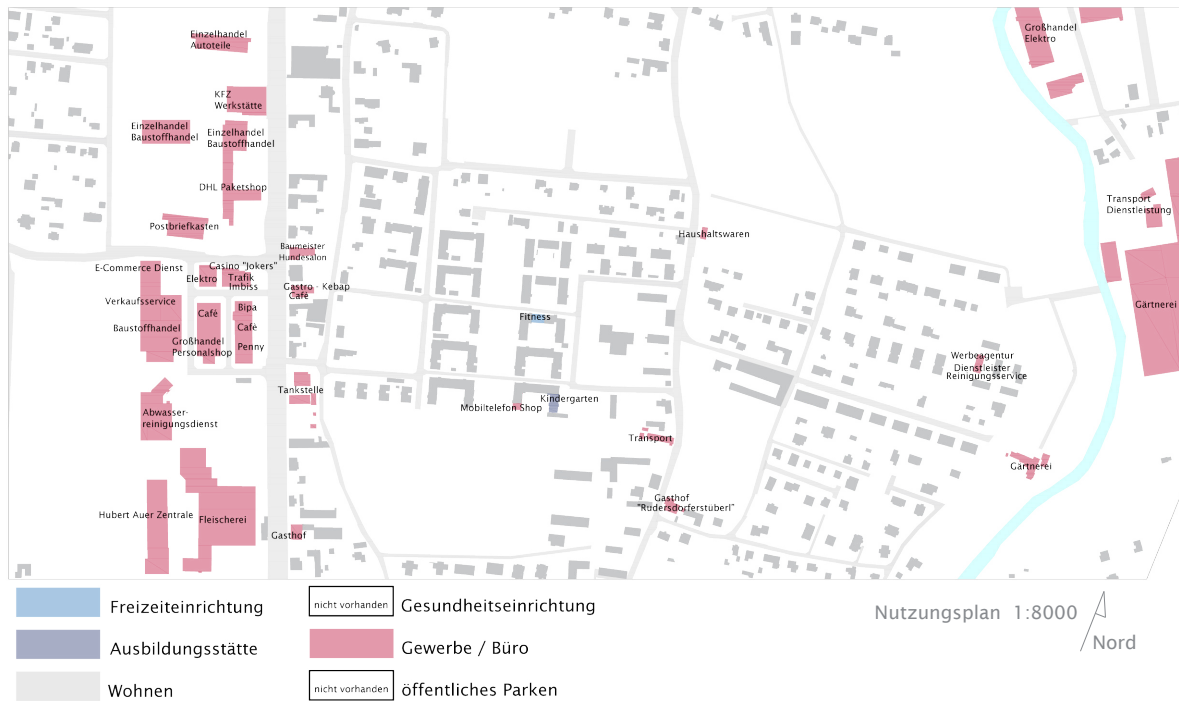 Einzelhandel
Autoteile
Großhandel
Elektro
KFZ
Werkstätte
Einzelhandel
Baustoffhandel
Einzelhandel
Baustoffhandel
DHL Paketshop
Transport
Dienstleistung
Postbriefkasten
Haushaltswaren
Baumeister
Hundesalon
E-Commerce Dienst
Casino "Jokers"
Elektro
Trafik
Imbiss
Gastro - Kebap
Café
Verkaufsservice
Bipa
Café
Gärtnerei
Fitness
Baustoffhandel
Café
Großhandel
Personalshop
Penny
Werbeagentur
Dienstleister
Reinigungsservice
Tankstelle
Kindergarten
Mobiltelefon Shop
Abwasser-
reinigungsdienst
Transport
Gärtnerei
Gasthof
"Rudersdorferstuberl"
Hubert Auer Zentrale
Fleischerei
Gasthof
Freizeiteinrichtung
nicht vorhanden
Gesundheitseinrichtung
Nutzungsplan 1:8000
Nord
Ausbildungsstätte
Gewerbe / Büro
Wohnen
nicht vorhanden
öffentliches Parken